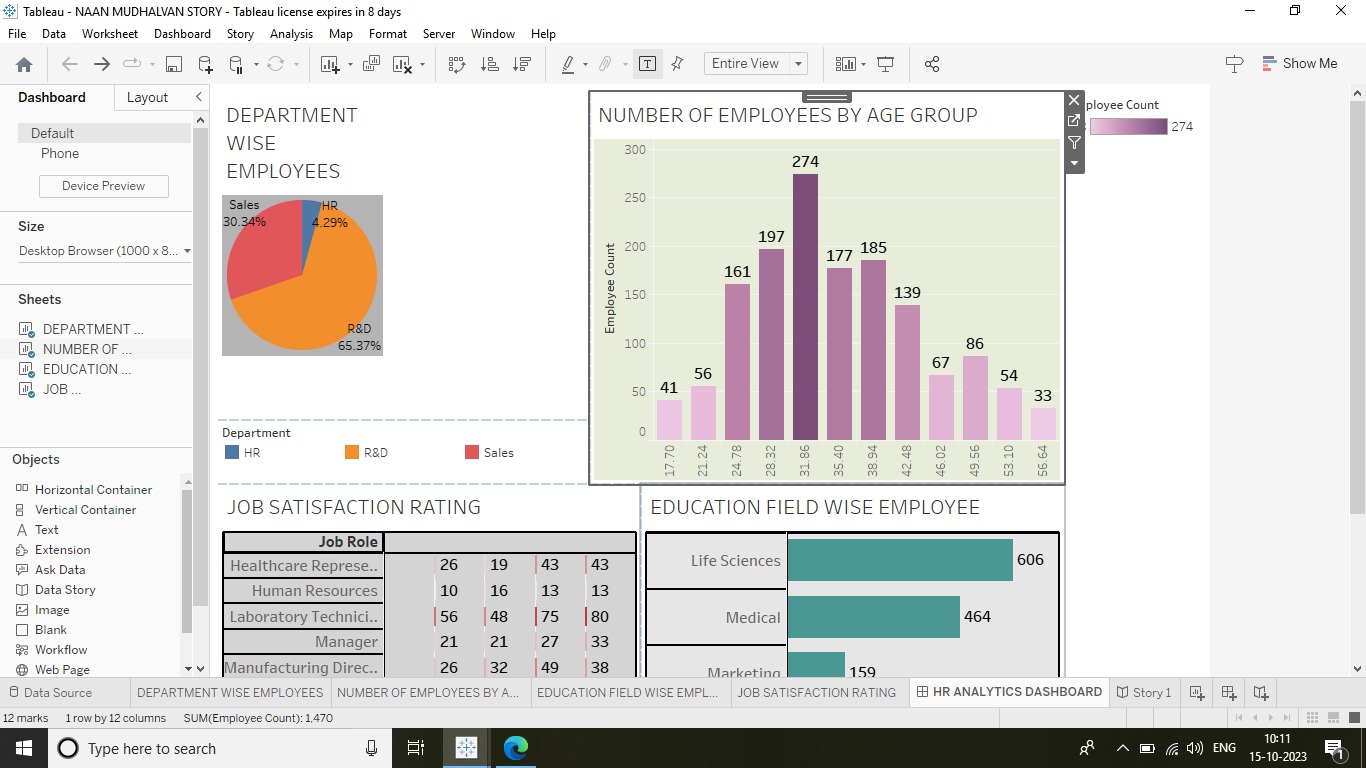 Tableau - NAAN MUDHALVAN STORY - Tableau license expires in 8 days
File Data Worksheet Dashboard Story Analysis Map Format Server Window Help
Entire View
Show Me
Dashboard Layout
Default
Phone
Device Preview
Size
Desktop Browser (1000 x 8...
Sheets
DEPARTMENT ...
NUMBER OF ...
EDUCATION ...
JOB ...
Objects
Horizontal Container
Vertical Container
Text
Extension
Ask Data
Data Story
Image
Blank
Workflow
Web Page
DEPARTMENT
WISE
EMPLOYEES
Sales
30.34%
HR
4.29%
R&D
65.37%
Department
HR R&D Sales
NUMBER OF EMPLOYEES BY AGE GROUP
Employee Count
300
250
200
150
100
50
0
41 56 161 197 274 177 185 139 67 86 54 33
17.70 21.24 24.78 28.32 31.86 35.40 38.94 42.48 46.02 49.56 53.10 56.64
ployee Count
274
JOB SATISFACTION RATING
Job Role
Healthcare Represe.. 26 19 43 43
Human Resources 10 16 13 13
Laboratory Technici.. 56 48 75 80
Manager 21 21 27 33
Manufacturing Direc.. 26 32 49 38
EDUCATION FIELD WISE EMPLOYEE
Life Sciences 606
Medical 464
Marketing 159
Data Source DEPARTMENT WISE EMPLOYEES NUMBER OF EMPLOYEES BY A... EDUCATION FIELD WISE EMPL... JOB SATISFACTION RATING HR ANALYTICS DASHBOARD Story 1
12 marks 1 row by 12 columns SUM(Employee Count): 1,470
Type here to search
ENG
10:11
15-10-2023
1